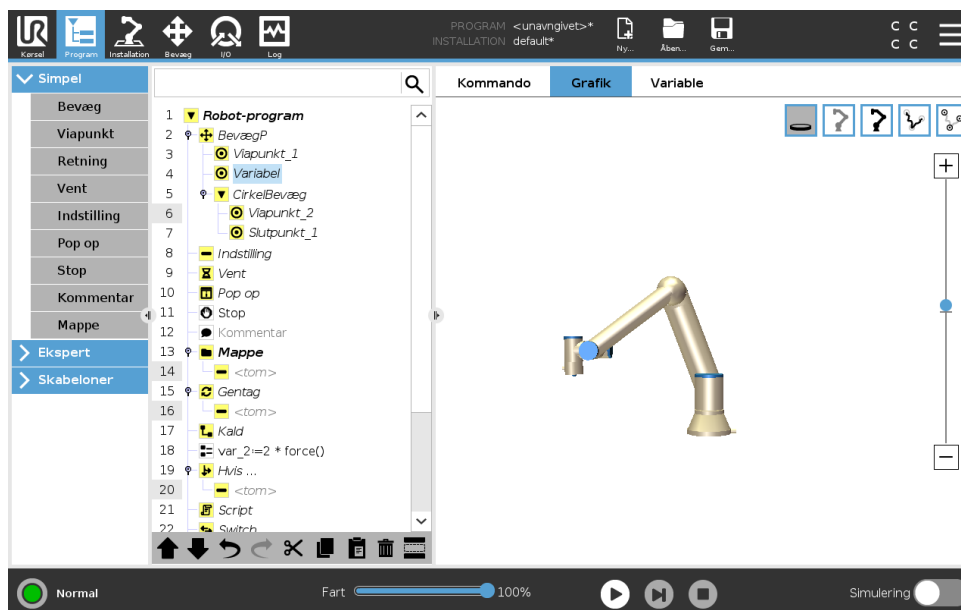 UR
Kørsel
Program
Installation
Bevæg
I/O
Log
PROGRAM <unavngivet>*
INSTALLATION default*
Ny...
Åben...
Gem...
C C
C C
Simpel
Bevæg
Viapunkt
Retning
Vent
Indstilling
Pop op
Stop
Kommentar
Mappe
Ekspert
Skabeloner
1 Robot-program
2 BevægP
3 Viapunkt_1
4 Variabel
5 CirkelBevæg
6 Viapunkt_2
7 Slutpunkt_1
8 Indstilling
9 Vent
10 Pop op
11 Stop
12 Kommentar
13 Mappe
14 <tom>
15 Gentag
16 <tom>
17 Kald
18 var_2:=2 * force()
19 Hvis ...
20 <tom>
21 Script
22 Switch
Kommando
Grafik
Variable
Normal
Fart 100%
Simulering